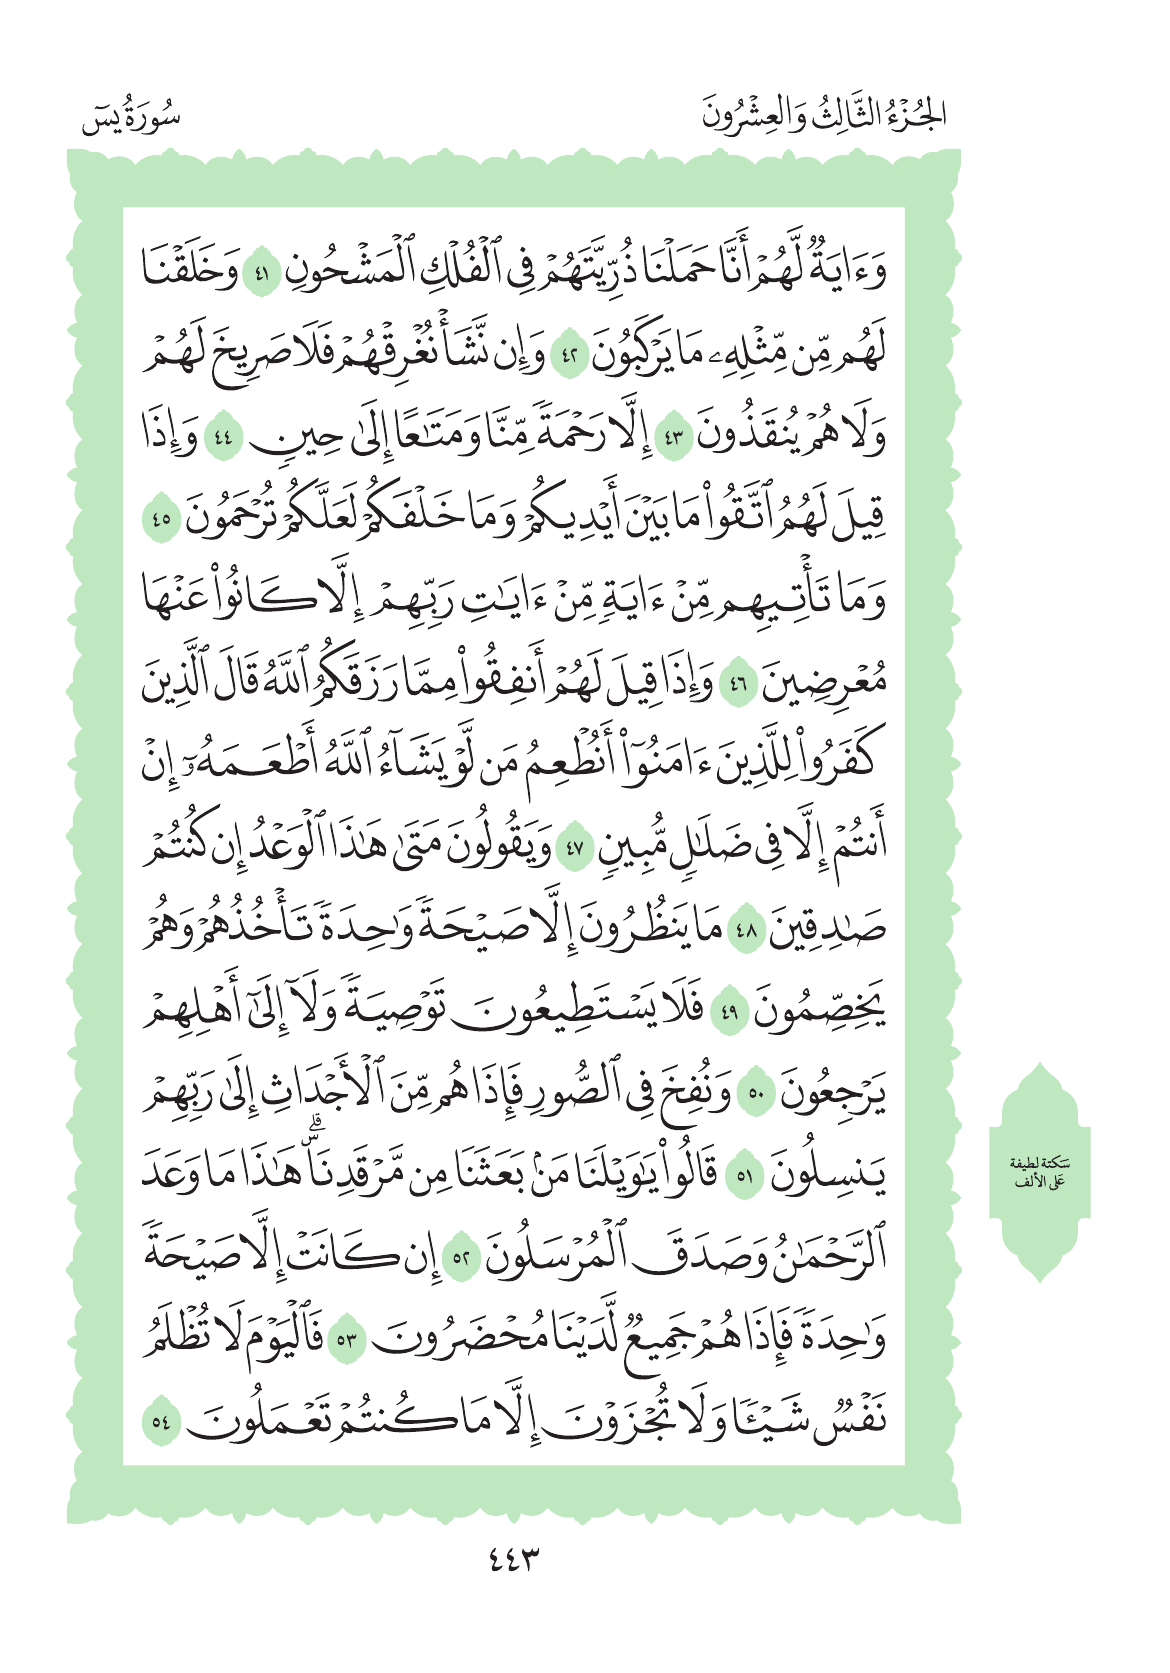 الجُزْءُ الثَّالِثُ وَالعِشْرُونَ
سُورَةُ يسٓ
وَءَايَةٌ لَّهُمْ أَنَّا حَمَلْنَا ذُرِّيَّتَهُمْ فِى ٱلْفُلْكِ ٱلْمَشْحُونِ ٤١ وَخَلَقْنَا
لَهُم مِّن مِّثْلِهِۦ مَا يَرْكَبُونَ ٤٢ وَإِن نَّشَأْ نُغْرِقْهُمْ فَلَا صَرِيخَ لَهُمْ
وَلَا هُمْ يُنقَذُونَ ٤٣ إِلَّا رَحْمَةً مِّنَّا وَمَتَٰعًا إِلَىٰ حِينٍ ٤٤ وَإِذَا
قِيلَ لَهُمُ ٱتَّقُوا۟ مَا بَيْنَ أَيْدِيكُمْ وَمَا خَلْفَكُمْ لَعَلَّكُمْ تُرْحَمُونَ ٤٥
وَمَا تَأْتِيهِم مِّنْ ءَايَةٍ مِّنْ ءَايَٰتِ رَبِّهِمْ إِلَّا كَانُوا۟ عَنْهَا
مُعْرِضِينَ ٤٦ وَإِذَا قِيلَ لَهُمْ أَنفِقُوا۟ مِمَّا رَزَقَكُمُ ٱللَّهُ قَالَ ٱلَّذِينَ
كَفَرُوا۟ لِلَّذِينَ ءَامَنُوٓا۟ أَنُطْعِمُ مَن لَّوْ يَشَآءُ ٱللَّهُ أَطْعَمَهُۥٓ إِنْ
أَنتُمْ إِلَّا فِى ضَلَٰلٍ مُّبِينٍ ٤٧ وَيَقُولُونَ مَتَىٰ هَٰذَا ٱلْوَعْدُ إِن كُنتُمْ
صَٰدِقِينَ ٤٨ مَا يَنظُرُونَ إِلَّا صَيْحَةً وَٰحِدَةً تَأْخُذُهُمْ وَهُمْ
يَخِصِّمُونَ ٤٩ فَلَا يَسْتَطِيعُونَ تَوْصِيَةً وَلَآ إِلَىٰٓ أَهْلِهِمْ
يَرْجِعُونَ ٥٠ وَنُفِخَ فِى ٱلصُّورِ فَإِذَا هُم مِّنَ ٱلْأَجْدَاثِ إِلَىٰ رَبِّهِمْ
يَنسِلُونَ ٥١ قَالُوا۟ يَٰوَيْلَنَا مَنۢ بَعَثَنَا مِن مَّرْقَدِنَاۜۗ هَٰذَا مَا وَعَدَ
ٱلرَّحْمَٰنُ وَصَدَقَ ٱلْمُرْسَلُونَ ٥٢ إِن كَانَتْ إِلَّا صَيْحَةً
وَٰحِدَةً فَإِذَا هُمْ جَمِيعٌ لَّدَيْنَا مُحْضَرُونَ ٥٣ فَٱلْيَوْمَ لَا تُظْلَمُ
نَفْسٌ شَيْـًٔا وَلَا تُجْزَوْنَ إِلَّا مَا كُنتُمْ تَعْمَلُونَ ٥٤
سَكتة لطيفة
عَلى الألف
٤٤٣